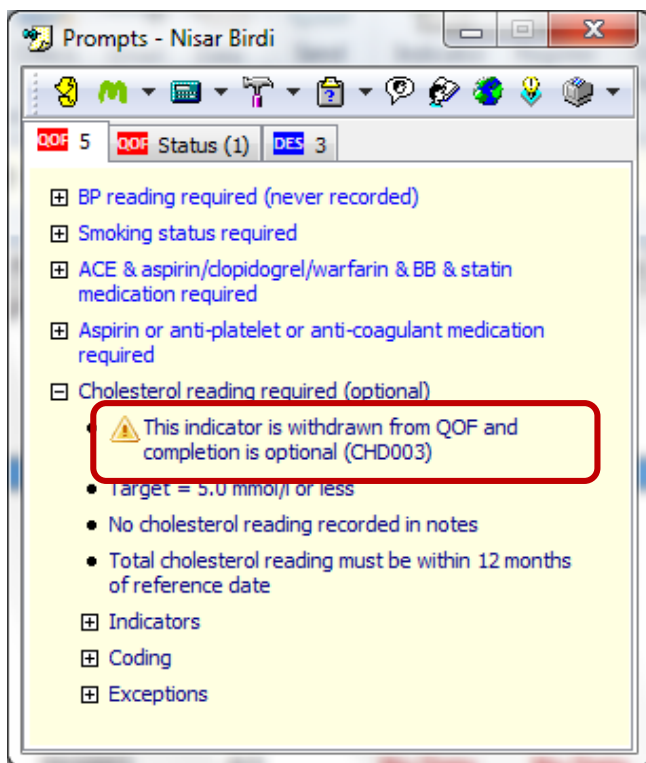 Prompts - Nisar Birdi
QOF 5 QOF Status (1) DES 3
BP reading required (never recorded)
Smoking status required
ACE & aspirin/clopidogrel/warfarin & BB & statin
medication required
Aspirin or anti-platelet or anti-coagulant medication
required
Cholesterol reading required (optional)
This indicator is withdrawn from QOF and
completion is optional (CHD003)
Target = 5.0 mmol/l or less
No cholesterol reading recorded in notes
Total cholesterol reading must be within 12 months
of reference date
Indicators
Coding
Exceptions